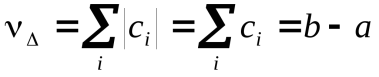 ν_Δ = ∑_i |c_i| = ∑_i c_i = b − a